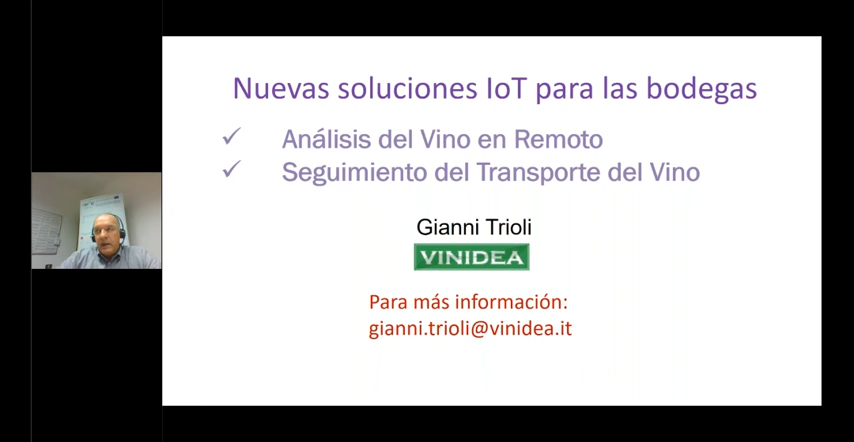 Nuevas soluciones IoT para las bodegas
✓ Análisis del Vino en Remoto
✓ Seguimiento del Transporte del Vino
Gianni Trioli
VINIDEA
Para más información:
gianni.trioli@vinidea.it